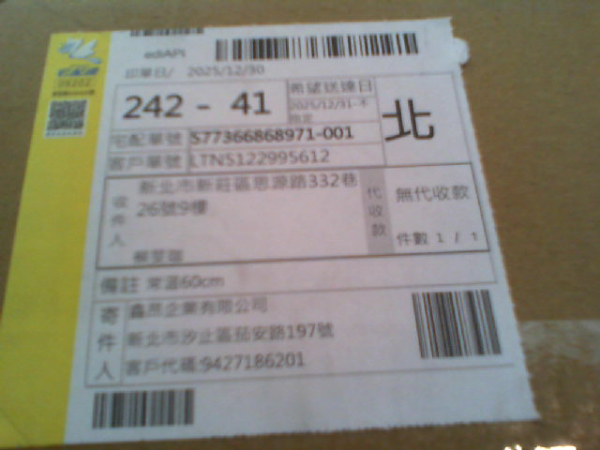 ediAPI
印單日/ 2025/12/30
242 - 41
希望送達日
2025/12/31-不指定
北
宅配單號 577366868971-001
客戶單號 LTN5122995612
收件人
新北市新莊區思源路332巷
26號9樓
代收款
無代收款
件數 1 / 1
備註 常溫60cm
寄件人
鑫昂企業有限公司
新北市汐止區茄安路197號
客戶代碼:9427186201